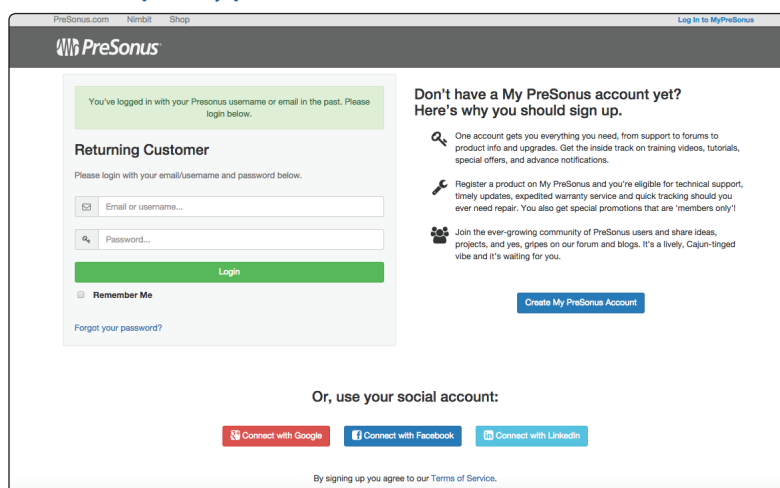 PreSonus.com Nimbit Shop Log In to MyPreSonus
PreSonus
You've logged in with your Presonus username or email in the past. Please
login below.
Returning Customer
Please login with your email/username and password below.
Email or username...
Password...
Login
Remember Me
Forgot your password?
Don't have a My PreSonus account yet?
Here's why you should sign up.
One account gets you everything you need, from support to forums to
product info and upgrades. Get the inside track on training videos, tutorials,
special offers, and advance notifications.
Register a product on My PreSonus and you're eligible for technical support,
timely updates, expedited warranty service and quick tracking should you
ever need repair. You also get special promotions that are 'members only'!
Join the ever-growing community of PreSonus users and share ideas,
projects, and yes, gripes on our forum and blogs. It's a lively, Cajun-tinged
vibe and it's waiting for you.
Create My PreSonus Account
Or, use your social account:
Connect with Google Connect with Facebook Connect with LinkedIn
By signing up you agree to our Terms of Service.